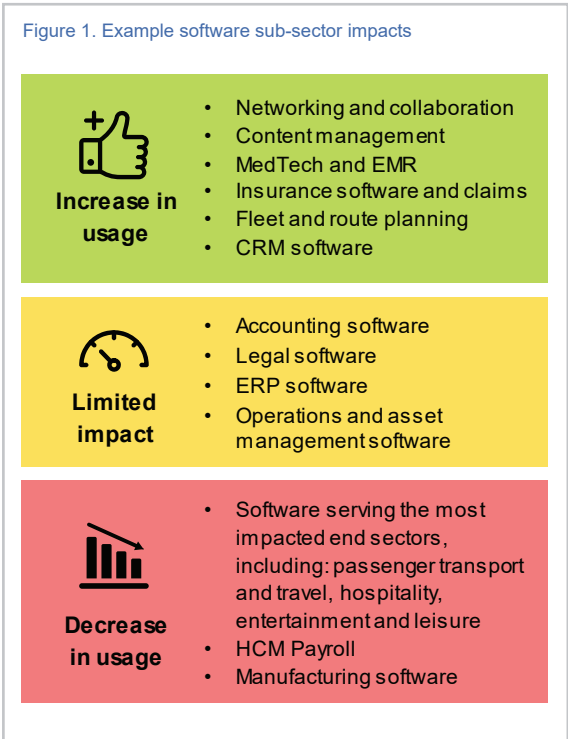 Figure 1. Example software sub-sector impacts
Increase in
usage
• Networking and collaboration
• Content management
• MedTech and EMR
• Insurance software and claims
• Fleet and route planning
• CRM software
Limited
impact
• Accounting software
• Legal software
• ERP software
• Operations and asset
management software
Decrease
in usage
• Software serving the most
impacted end sectors,
including: passenger transport
and travel, hospitality,
entertainment and leisure
• HCM Payroll
• Manufacturing software